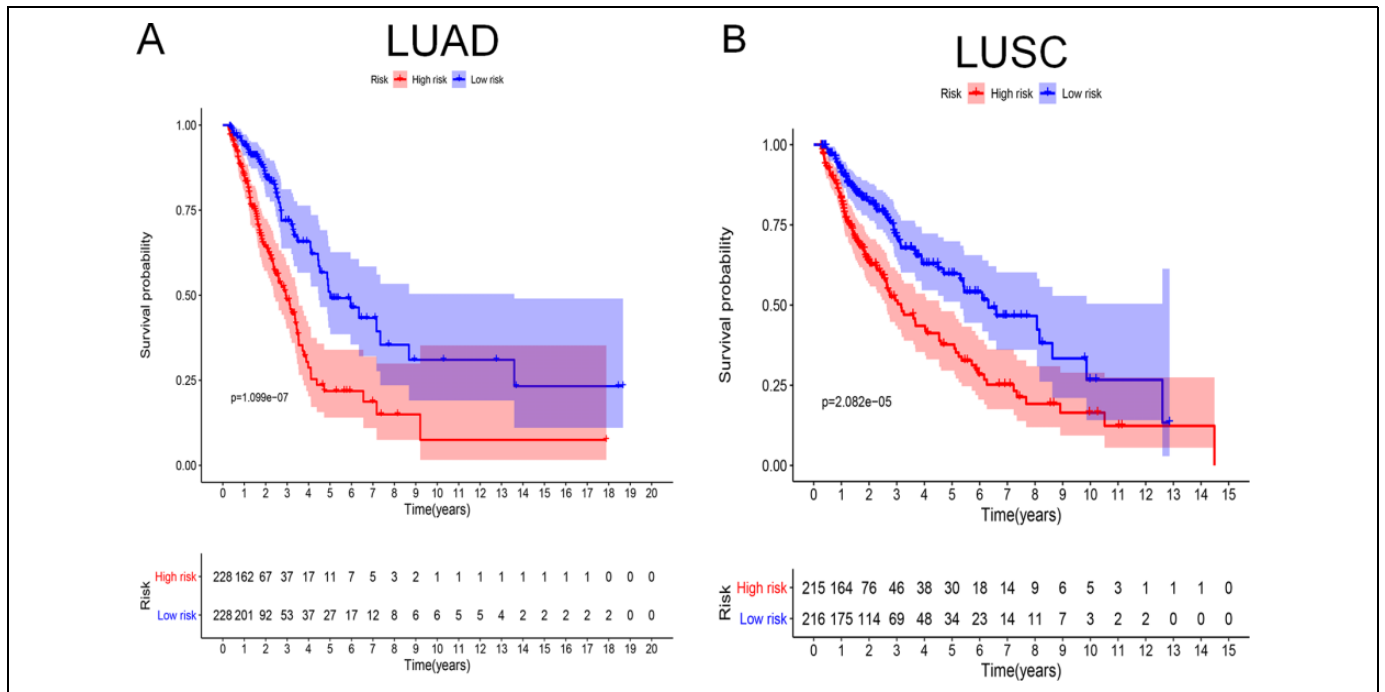 A
LUAD
Risk High risk Low risk
Survival probability
1.00
0.75
0.50
0.25
0.00
p=1.099e−07
0 1 2 3 4 5 6 7 8 9 10 11 12 13 14 15 16 17 18 19 20
Time(years)
Risk
High risk 228 162 67 37 17 11 7 5 3 2 1 1 1 1 1 1 1 1 0 0 0
Low risk 228 201 92 53 37 27 17 12 8 6 6 5 5 4 2 2 2 2 2 0 0
0 1 2 3 4 5 6 7 8 9 10 11 12 13 14 15 16 17 18 19 20
Time(years)
B
LUSC
Risk High risk Low risk
Survival probability
1.00
0.75
0.50
0.25
0.00
p=2.082e−05
0 1 2 3 4 5 6 7 8 9 10 11 12 13 14 15
Time(years)
Risk
High risk 215 164 76 46 38 30 18 14 9 6 5 3 1 1 1 0
Low risk 216 175 114 69 48 34 23 14 11 7 3 2 2 0 0 0
0 1 2 3 4 5 6 7 8 9 10 11 12 13 14 15
Time(years)